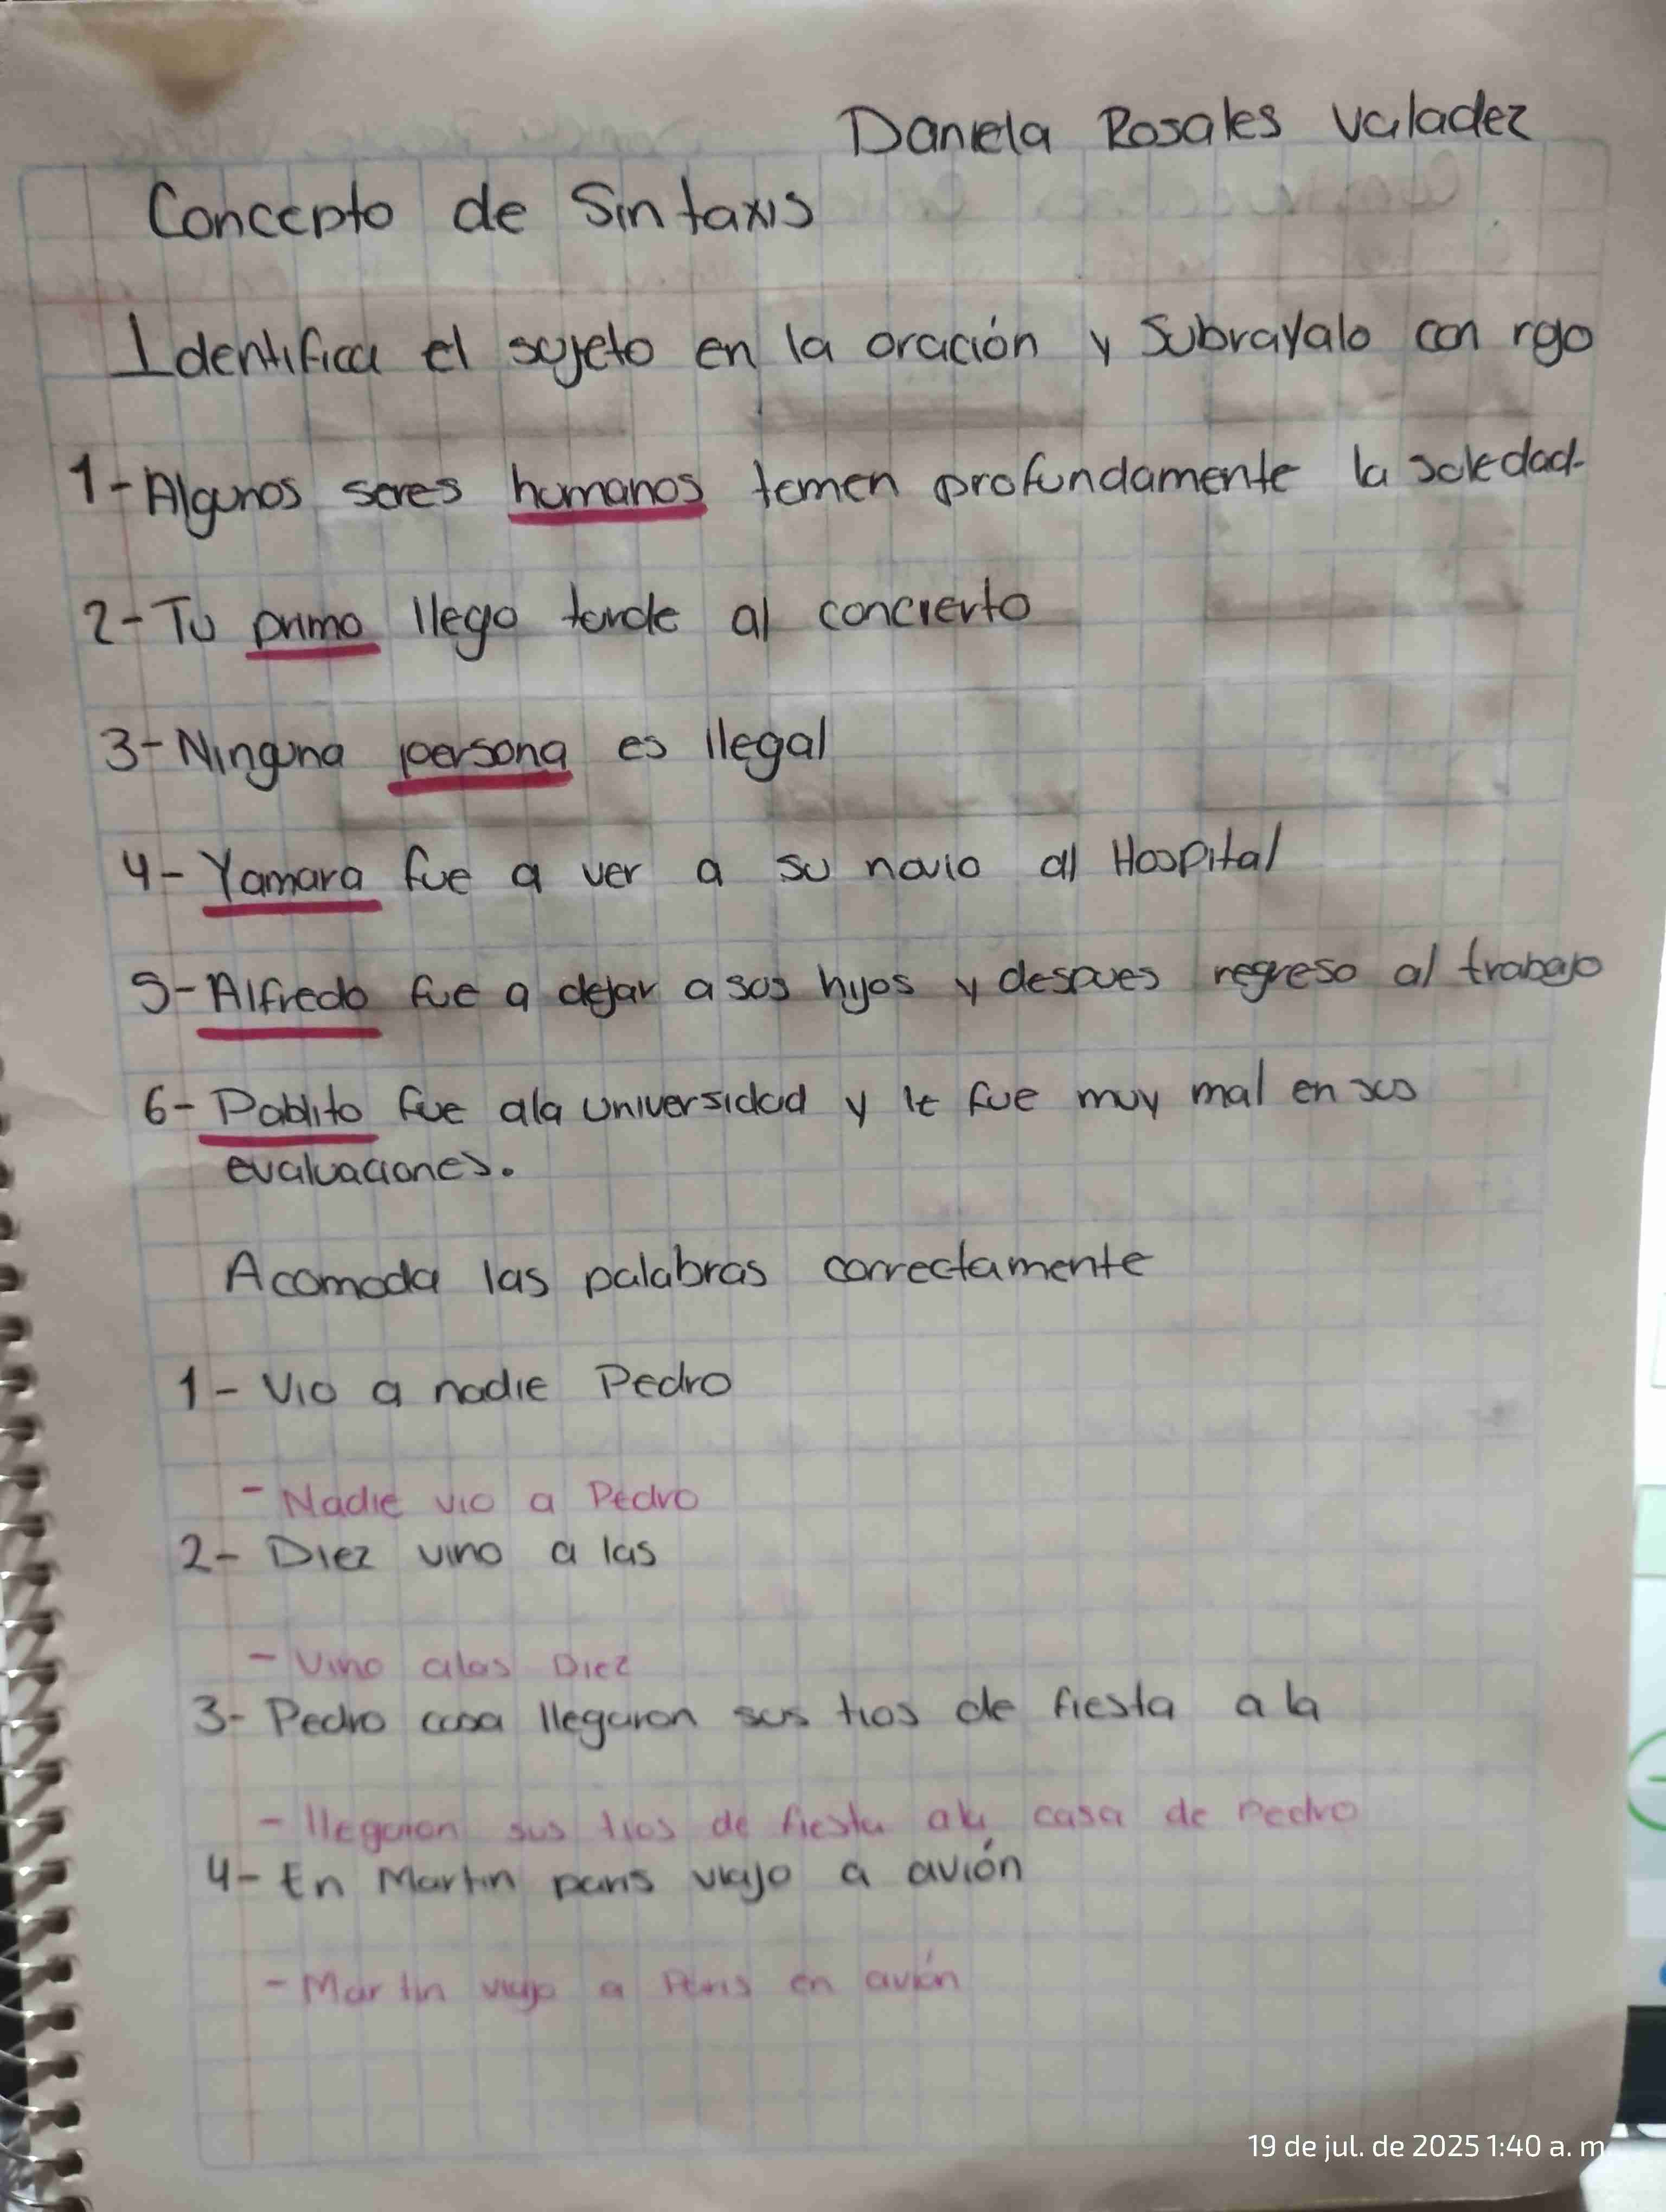 Daniela Rosales Valadez
Concepto de Sintaxis
Identifica el sujeto en la oración y Subrayalo con rojo
1- Algunos seres humanos temen profundamente la soledad.
2- Tu primo llego tarde al concierto
3- Ninguna persona es ilegal
4- Yamara fue a ver a su novio al Hospital
5- Alfredo fue a dejar a sus hijos y despues regreso al trabajo
6- Pablito fue ala universidad y le fue muy mal en sus
evaluaciones.
Acomoda las palabras correctamente
1- Vio a nadie Pedro
- Nadie vio a Pedro
2- Diez vino a las
- Vino alas Diez
3- Pedro casa llegaron sus tios de fiesta a la
- llegaron sus tios de fiesta ala casa de Pedro
4- En Martin paris viajo a avión
- Martin viajo a Paris en avión
19 de jul. de 2025 1:40 a. m.